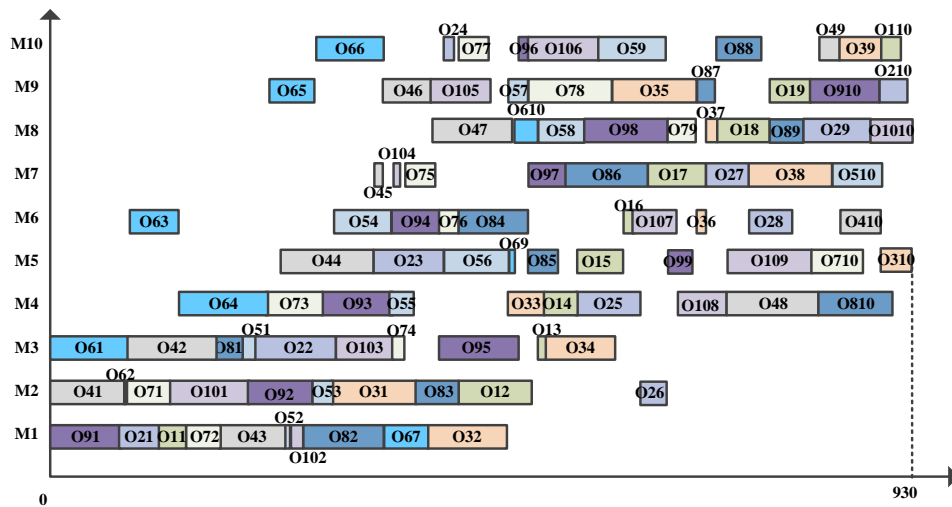 O24 O49 O110
M10 O66 O77 O96 O106 O59 O88 O39
O87 O210
M9 O65 O46 O105 O57 O78 O35 O19 O910
O610 O37
M8 O47 O58 O98 O79 O18 O89 O29 O1010
O104
M7 O75 O97 O86 O17 O27 O38 O510
O45
O16
M6 O63 O54 O94 O76 O84 O107 O36 O28 O410
O69
M5 O44 O23 O56 O85 O15 O99 O109 O710 O310
M4 O64 O73 O93 O55 O33 O14 O25 O108 O48 O810
O51 O74 O13
M3 O61 O42 O81 O22 O103 O95 O34
O62
M2 O41 O71 O101 O92 O53 O31 O83 O12 O26
O52
M1 O91 O21 O11 O72 O43 O82 O67 O32
O102
0 930